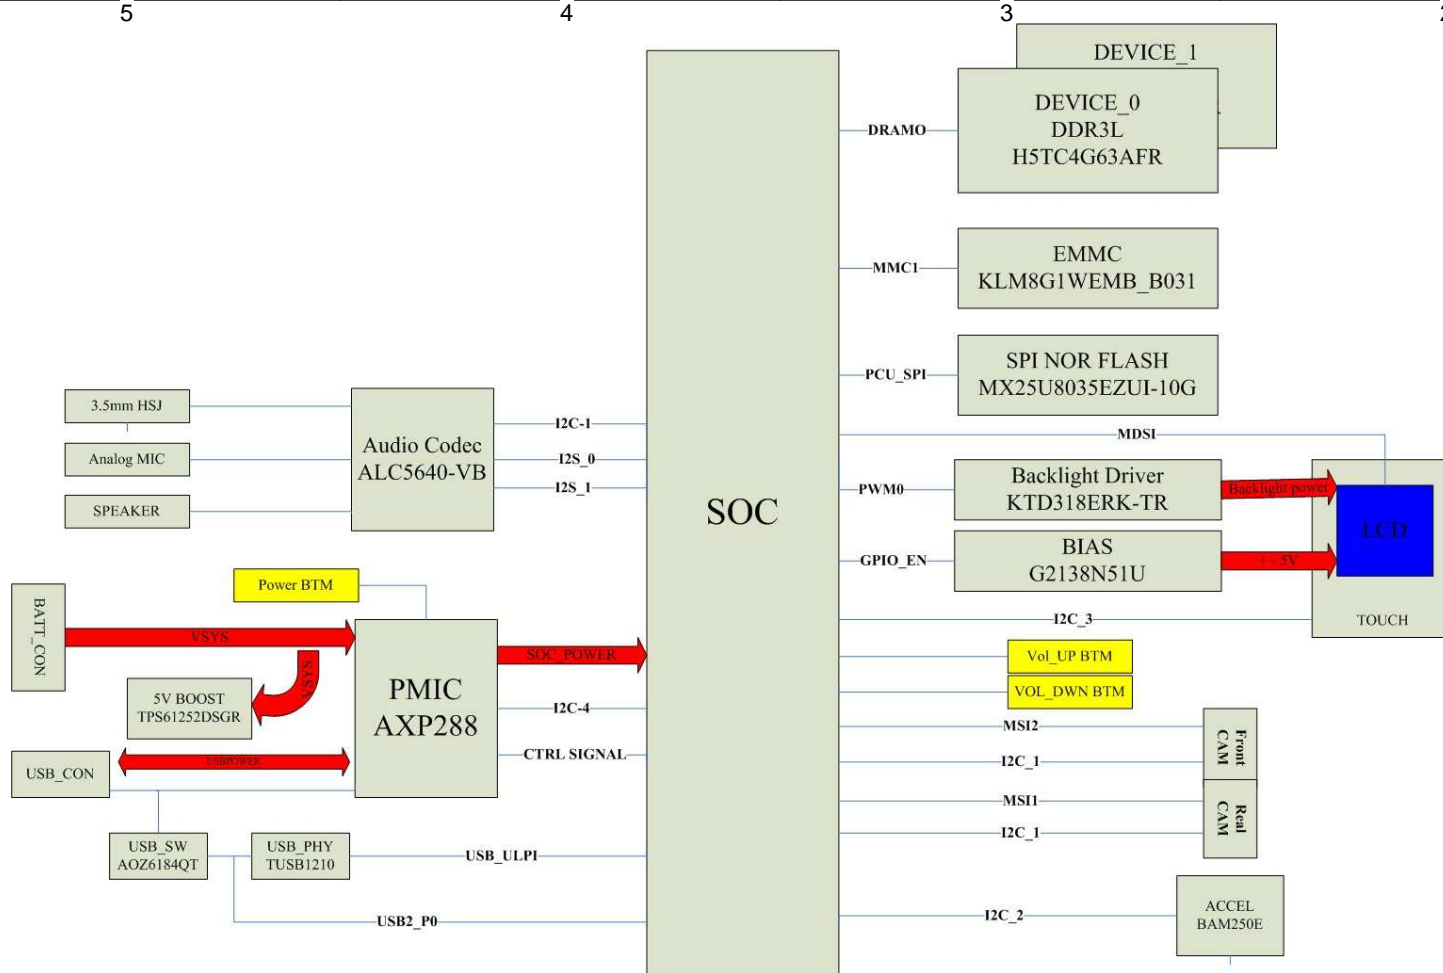 5
4
3
DEVICE_1
DEVICE_0
DDR3L
H5TC4G63AFR
DRAMO
EMMC
KLM8G1WEMB_B031
MMC1
SPI NOR FLASH
MX25U8035EZUI-10G
PCU_SPI
MDSI
3.5mm HSJ
Analog MIC
SPEAKER
Audio Codec
ALC5640-VB
I2C-1
I2S_0
I2S_1
SOC
PWM0
Backlight Driver
KTD318ERK-TR
Backlight power
LCD
GPIO_EN
BIAS
G2138N51U
+ - 5V
I2C_3
TOUCH
Power BTM
BATT_CON
VSYS
VSYS
5V BOOST
TPS61252DSGR
PMIC
AXP288
SOC_POWER
I2C-4
CTRL SIGNAL
USB_CON
USBPOWER
USB_SW
AOZ6184QT
USB_PHY
TUSB1210
USB_ULPI
USB2_P0
Vol_UP BTM
VOL_DWN BTM
MSI2
I2C_1
Front
CAM
MSI1
I2C_1
Real
CAM
I2C_2
ACCEL
BAM250E